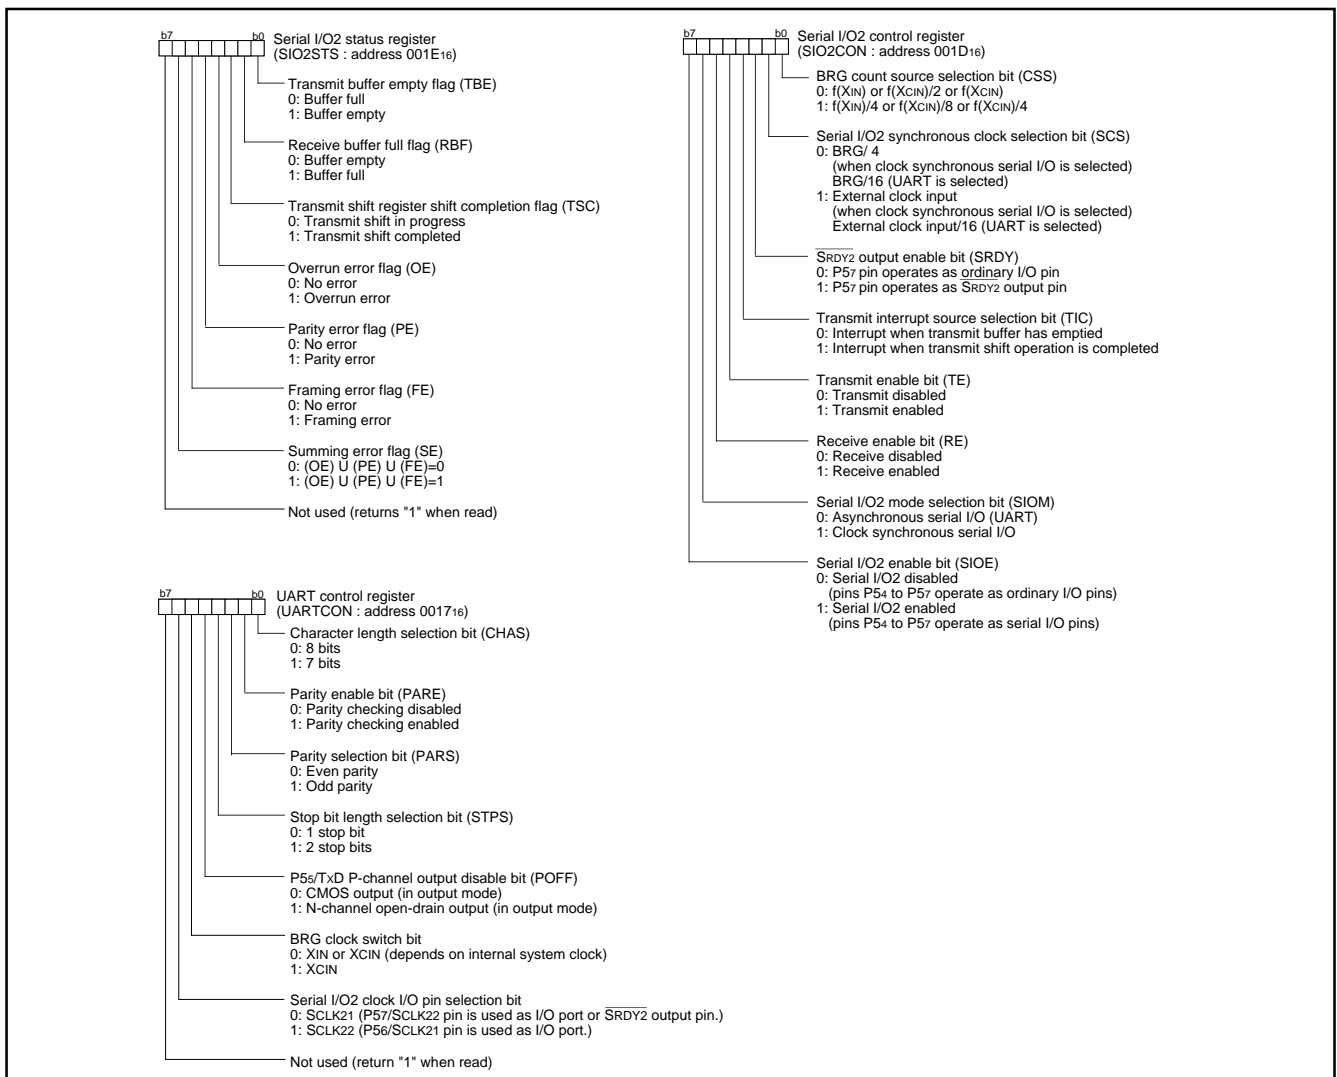 b7 b0 Serial I/O2 status register
(SIO2STS : address 001E16)
Transmit buffer empty flag (TBE)
0: Buffer full
1: Buffer empty
Receive buffer full flag (RBF)
0: Buffer empty
1: Buffer full
Transmit shift register shift completion flag (TSC)
0: Transmit shift in progress
1: Transmit shift completed
Overrun error flag (OE)
0: No error
1: Overrun error
Parity error flag (PE)
0: No error
1: Parity error
Framing error flag (FE)
0: No error
1: Framing error
Summing error flag (SE)
0: (OE) U (PE) U (FE)=0
1: (OE) U (PE) U (FE)=1
Not used (returns "1" when read)
b7 b0 UART control register
(UARTCON : address 001716)
Character length selection bit (CHAS)
0: 8 bits
1: 7 bits
Parity enable bit (PARE)
0: Parity checking disabled
1: Parity checking enabled
Parity selection bit (PARS)
0: Even parity
1: Odd parity
Stop bit length selection bit (STPS)
0: 1 stop bit
1: 2 stop bits
P55/TxD P-channel output disable bit (POFF)
0: CMOS output (in output mode)
1: N-channel open-drain output (in output mode)
BRG clock switch bit
0: XIN or XCIN (depends on internal system clock)
1: XCIN
Serial I/O2 clock I/O pin selection bit
0: SCLK21 (P57/SCLK22 pin is used as I/O port or SRDY2 output pin.)
1: SCLK22 (P56/SCLK21 pin is used as I/O port.)
Not used (return "1" when read)
b7 b0 Serial I/O2 control register
(SIO2CON : address 001D16)
BRG count source selection bit (CSS)
0: f(XIN) or f(XCIN)/2 or f(XCIN)
1: f(XIN)/4 or f(XCIN)/8 or f(XCIN)/4
Serial I/O2 synchronous clock selection bit (SCS)
0: BRG/ 4
(when clock synchronous serial I/O is selected)
BRG/16 (UART is selected)
1: External clock input
(when clock synchronous serial I/O is selected)
External clock input/16 (UART is selected)
SRDY2 output enable bit (SRDY)
0: P57 pin operates as ordinary I/O pin
1: P57 pin operates as SRDY2 output pin
Transmit interrupt source selection bit (TIC)
0: Interrupt when transmit buffer has emptied
1: Interrupt when transmit shift operation is completed
Transmit enable bit (TE)
0: Transmit disabled
1: Transmit enabled
Receive enable bit (RE)
0: Receive disabled
1: Receive enabled
Serial I/O2 mode selection bit (SIOM)
0: Asynchronous serial I/O (UART)
1: Clock synchronous serial I/O
Serial I/O2 enable bit (SIOE)
0: Serial I/O2 disabled
(pins P54 to P57 operate as ordinary I/O pins)
1: Serial I/O2 enabled
(pins P54 to P57 operate as serial I/O pins)